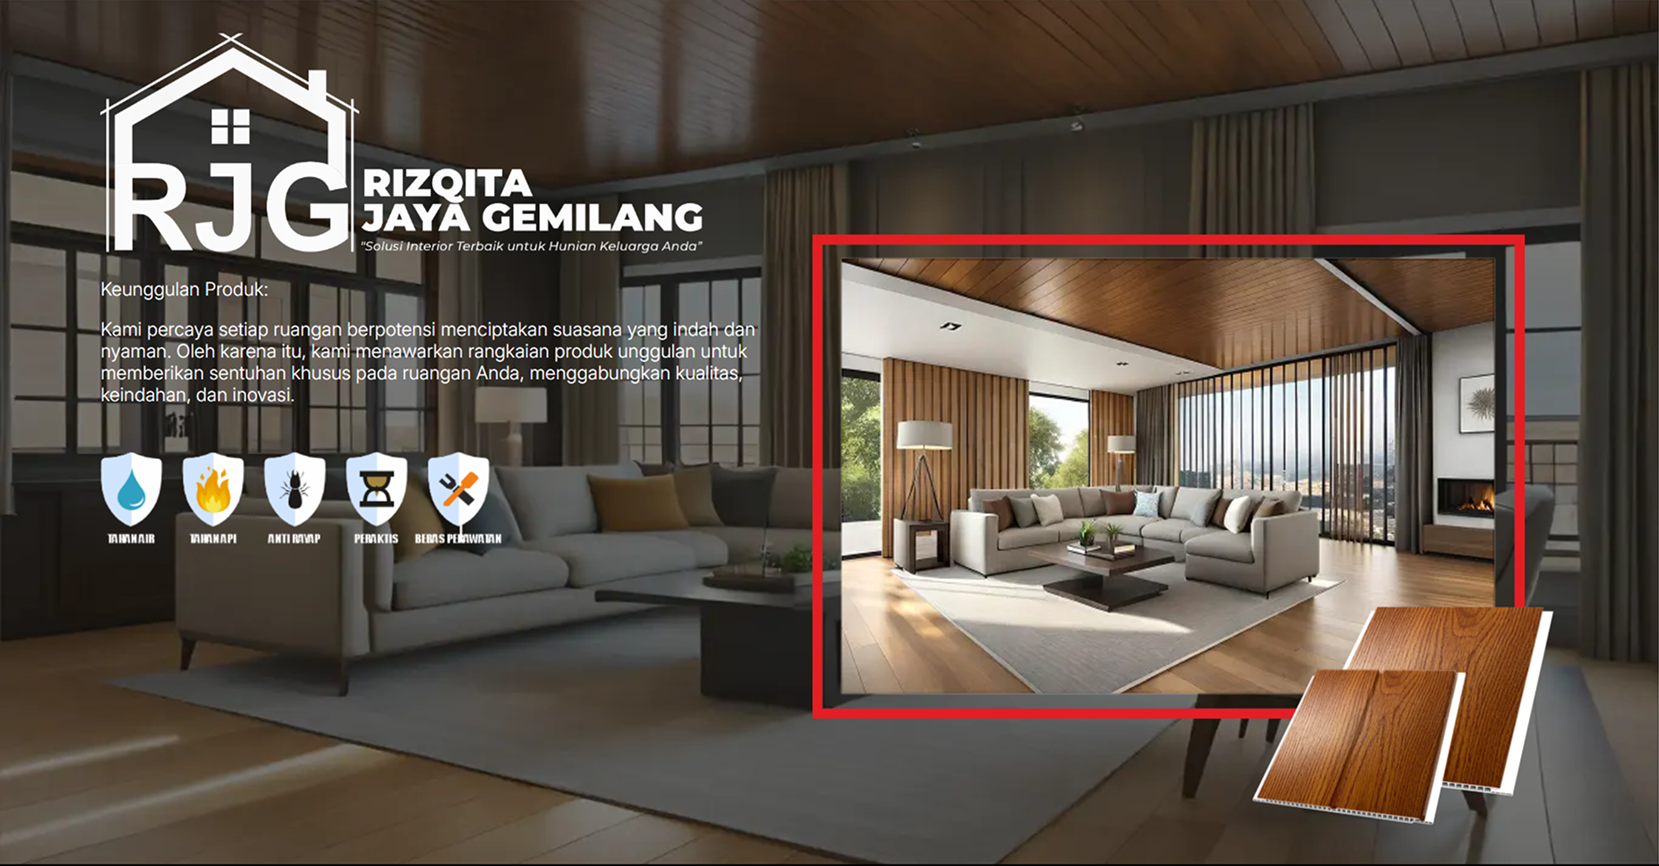 RJG
RIZQITA
JAYA GEMILANG
"Solusi Interior Terbaik untuk Hunian Keluarga Anda"
Keunggulan Produk:
Kami percaya setiap ruangan berpotensi menciptakan suasana yang indah dan
nyaman. Oleh karena itu, kami menawarkan rangkaian produk unggulan untuk
memberikan sentuhan khusus pada ruangan Anda, menggabungkan kualitas,
keindahan, dan inovasi.
TAHAN AIR
TAHAN API
ANTI RAYAP
PERAKTIS
BEBAS PERAWATAN